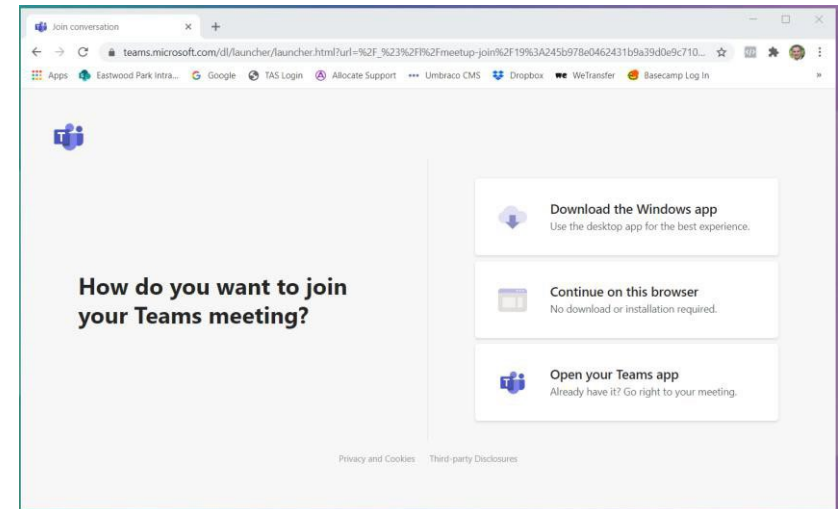 Join conversation
teams.microsoft.com/dl/launcher/launcher.html?url=%2F_%23%2Fl%2Fmeetup-join%2F19%3A245b978e0462431b9a39d0e9c710...
Apps Eastwood Park Intra... Google TAS Login Allocate Support Umbraco CMS Dropbox we WeTransfer Basecamp Log In »
Download the Windows app
Use the desktop app for the best experience.
How do you want to join
your Teams meeting?
Continue on this browser
No download or installation required.
Open your Teams app
Already have it? Go right to your meeting.
Privacy and Cookies Third-party Disclosures